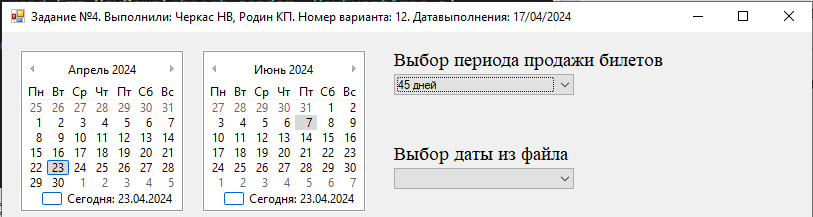 Задание №4. Выполнили: Черкас НВ, Родин КП. Номер варианта: 12. Датавыполнения: 17/04/2024
Апрель 2024
Пн Вт Ср Чт Пт Сб Вс
25 26 27 28 29 30 31
1 2 3 4 5 6 7
8 9 10 11 12 13 14
15 16 17 18 19 20 21
22 23 24 25 26 27 28
29 30 1 2 3 4 5
Сегодня: 23.04.2024
Июнь 2024
Пн Вт Ср Чт Пт Сб Вс
27 28 29 30 31 1 2
3 4 5 6 7 8 9
10 11 12 13 14 15 16
17 18 19 20 21 22 23
24 25 26 27 28 29 30
1 2 3 4 5 6 7
Сегодня: 23.04.2024
Выбор периода продажи билетов
45 дней
Выбор даты из файла